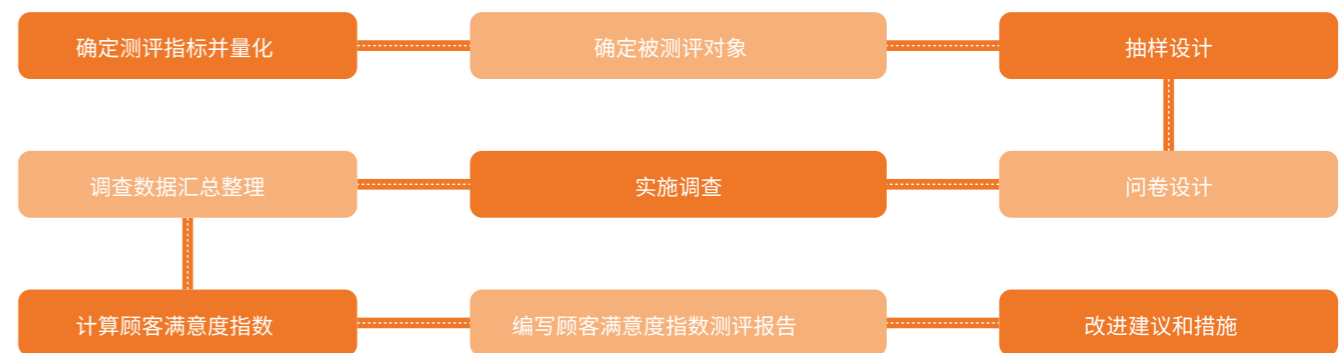 确定测评指标并量化
确定被测评对象
抽样设计
调查数据汇总整理
实施调查
问卷设计
计算顾客满意度指数
编写顾客满意度指数测评报告
改进建议和措施